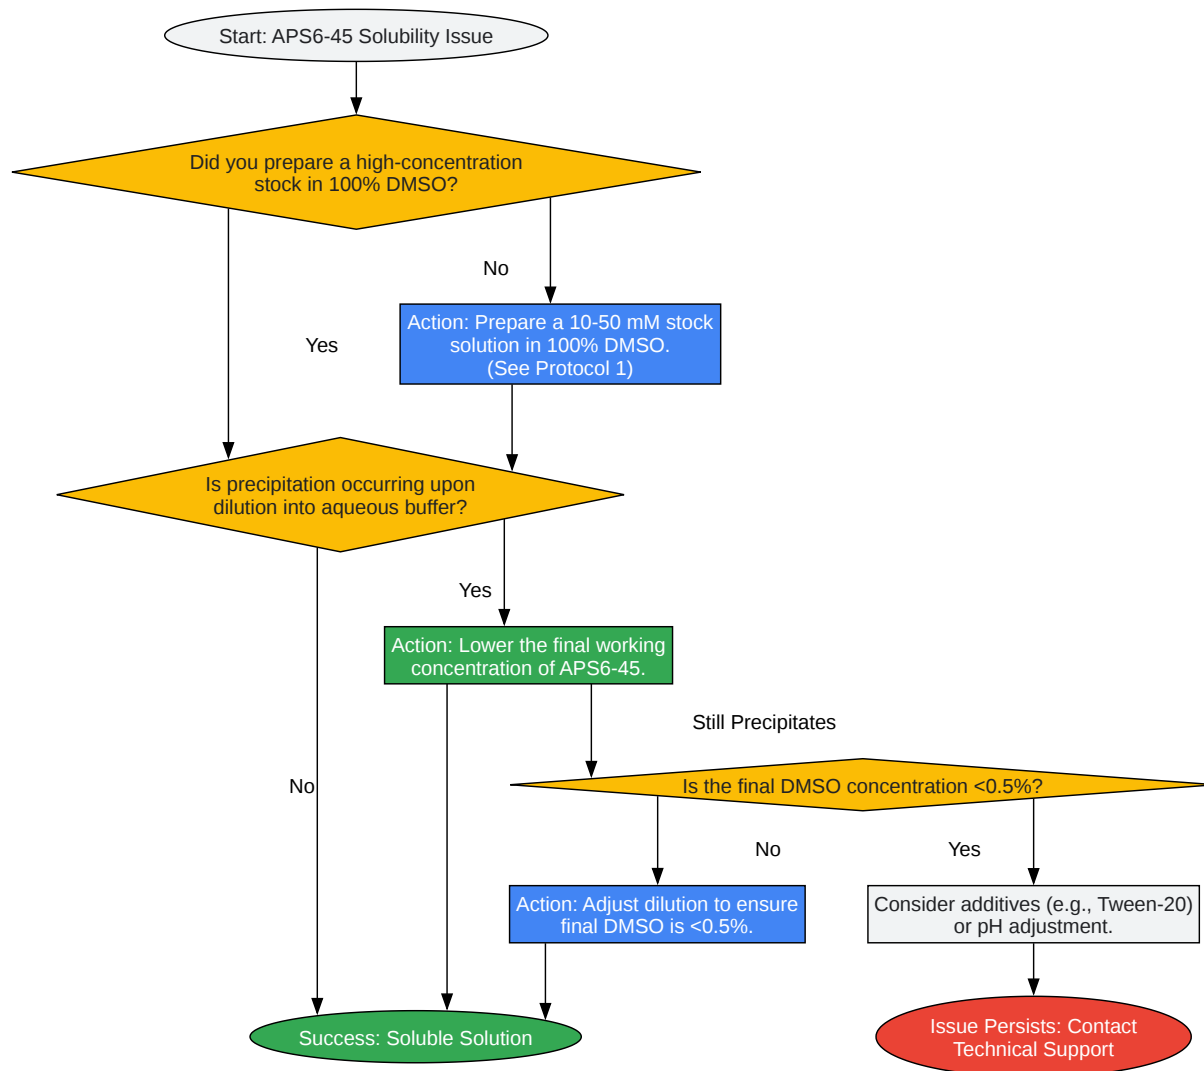 Start: APS6-45 Solubility Issue
Did you prepare a high-concentration
stock in 100% DMSO?
No
Yes
Action: Prepare a 10-50 mM stock
solution in 100% DMSO.
(See Protocol 1)
Is precipitation occurring upon
dilution into aqueous buffer?
Yes
No
Action: Lower the final working
concentration of APS6-45.
Still Precipitates
Is the final DMSO concentration <0.5%?
No
Yes
Action: Adjust dilution to ensure
final DMSO is <0.5%.
Consider additives (e.g., Tween-20)
or pH adjustment.
Success: Soluble Solution
Issue Persists: Contact
Technical Support